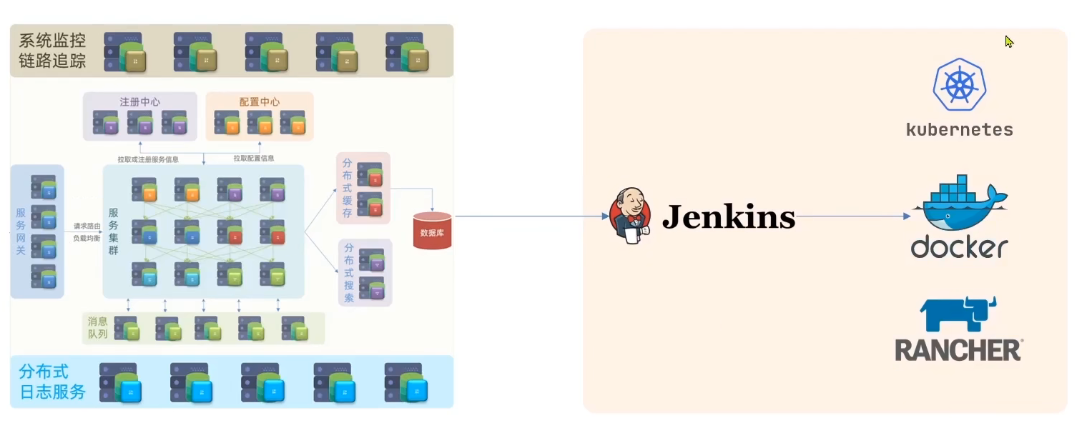 系统监控
链路追踪
注册中心
配置中心
拉取或注册服务信息
拉取配置信息
服务网关
请求路由
负载均衡
服务集群
分布式缓存
数据库
分布式搜索
消息
队列
分布式
日志服务
Jenkins
kubernetes
docker
RANCHER®